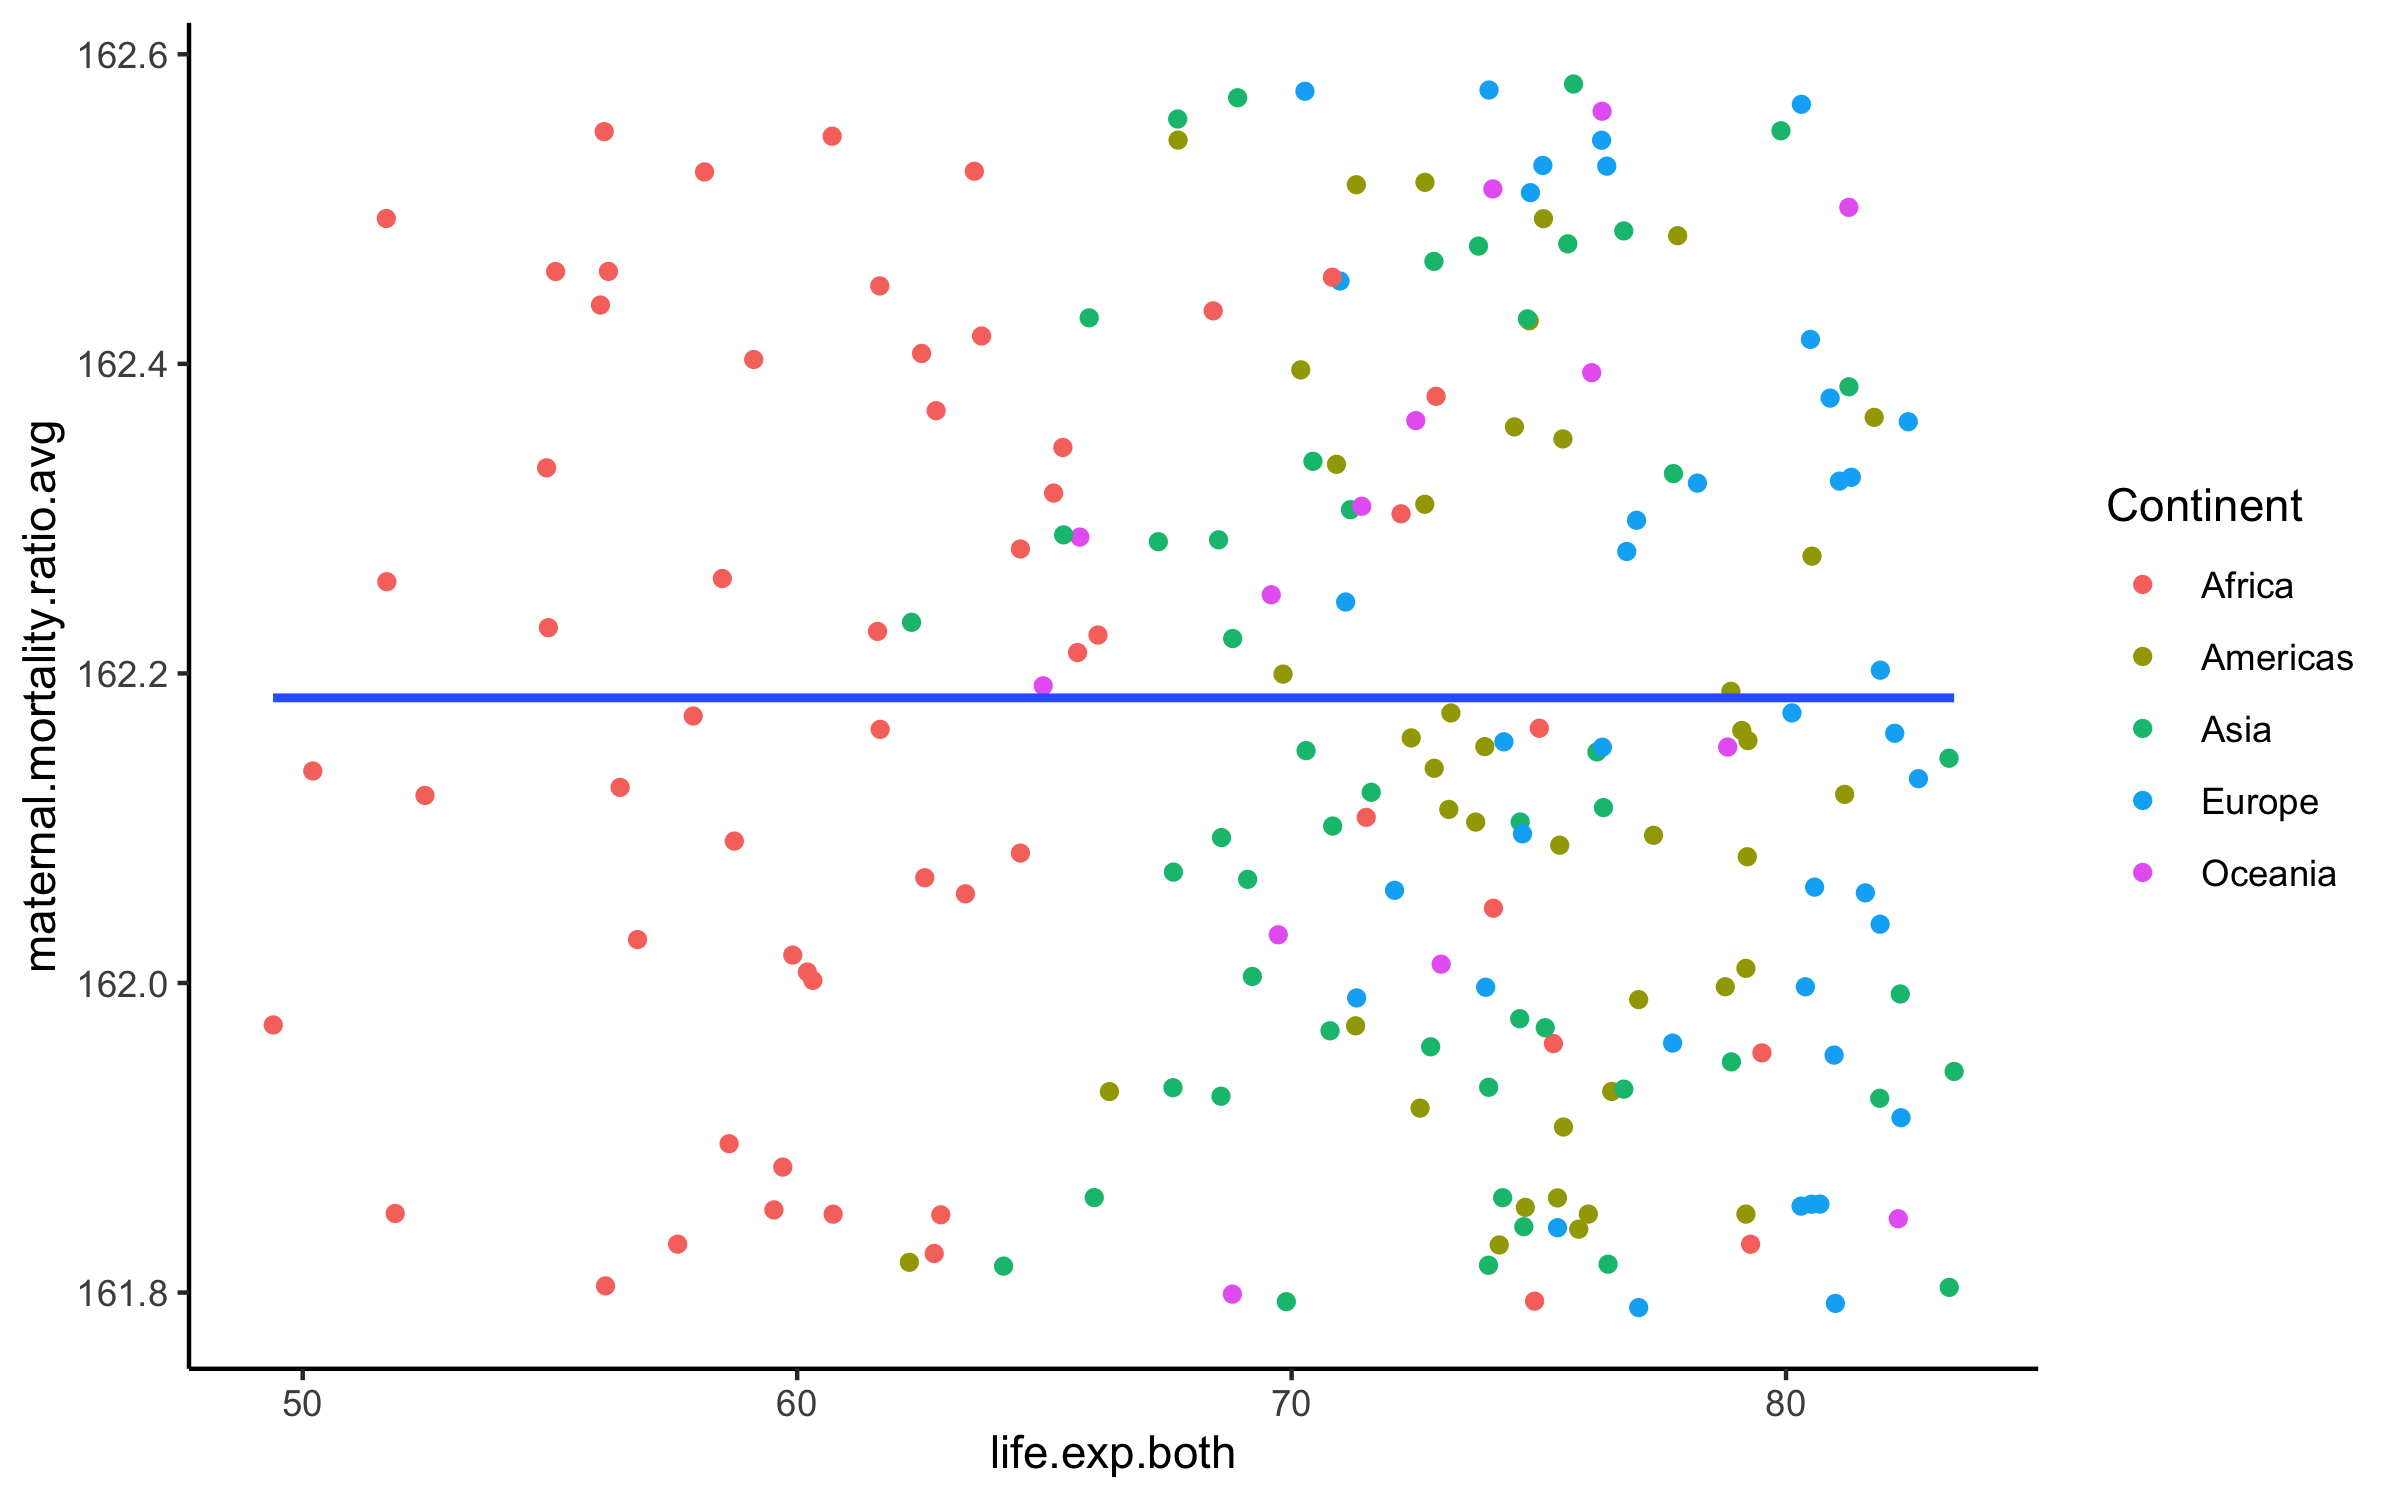 maternal.mortality.ratio.avg
162.6
162.4
162.2
162.0
161.8
50 60 70 80
life.exp.both
Continent
Africa
Americas
Asia
Europe
Oceania